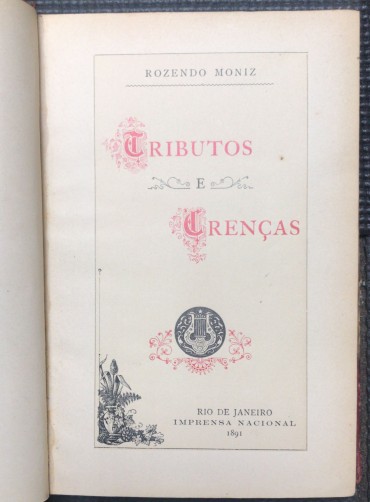 ROZENDO MONIZ
TRIBUTOS
E
CRENÇAS
RIO DE JANEIRO
IMPRENSA NACIONAL
1891